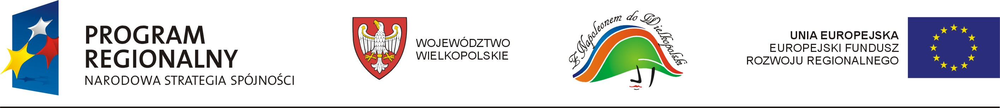 PROGRAM
REGIONALNY
NARODOWA STRATEGIA SPÓJNOŚCI
WOJEWÓDZTWO
WIELKOPOLSKIE
Z Napoleonem do Wielkopolski
UNIA EUROPEJSKA
EUROPEJSKI FUNDUSZ
ROZWOJU REGIONALNEGO